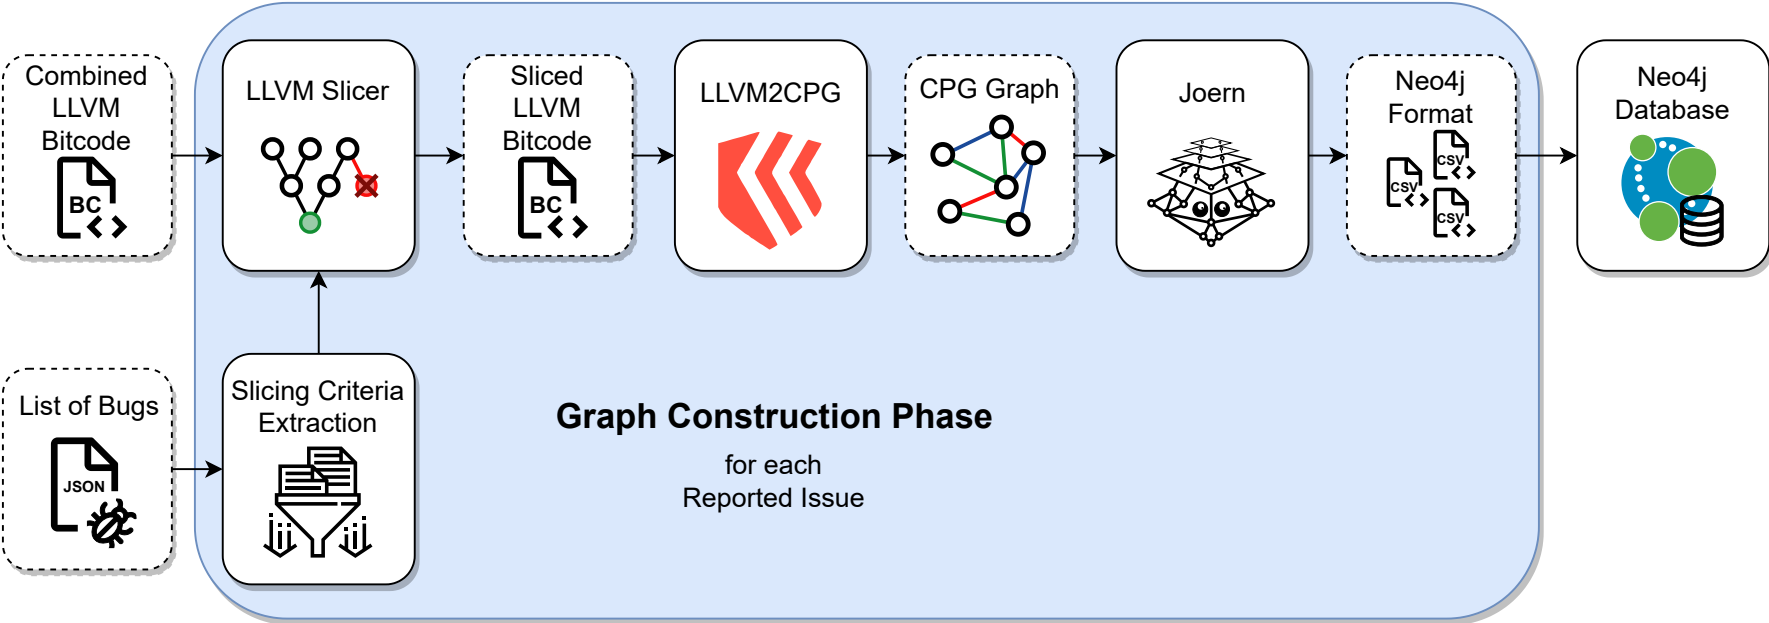 Combined
LLVM
Bitcode
BC
LLVM Slicer
Sliced
LLVM
Bitcode
BC
LLVM2CPG
CPG Graph
Joern
Neo4j
Format
CSV
CSV
CSV
Neo4j
Database
List of Bugs
JSON
Slicing Criteria
Extraction
Graph Construction Phase
for each
Reported Issue